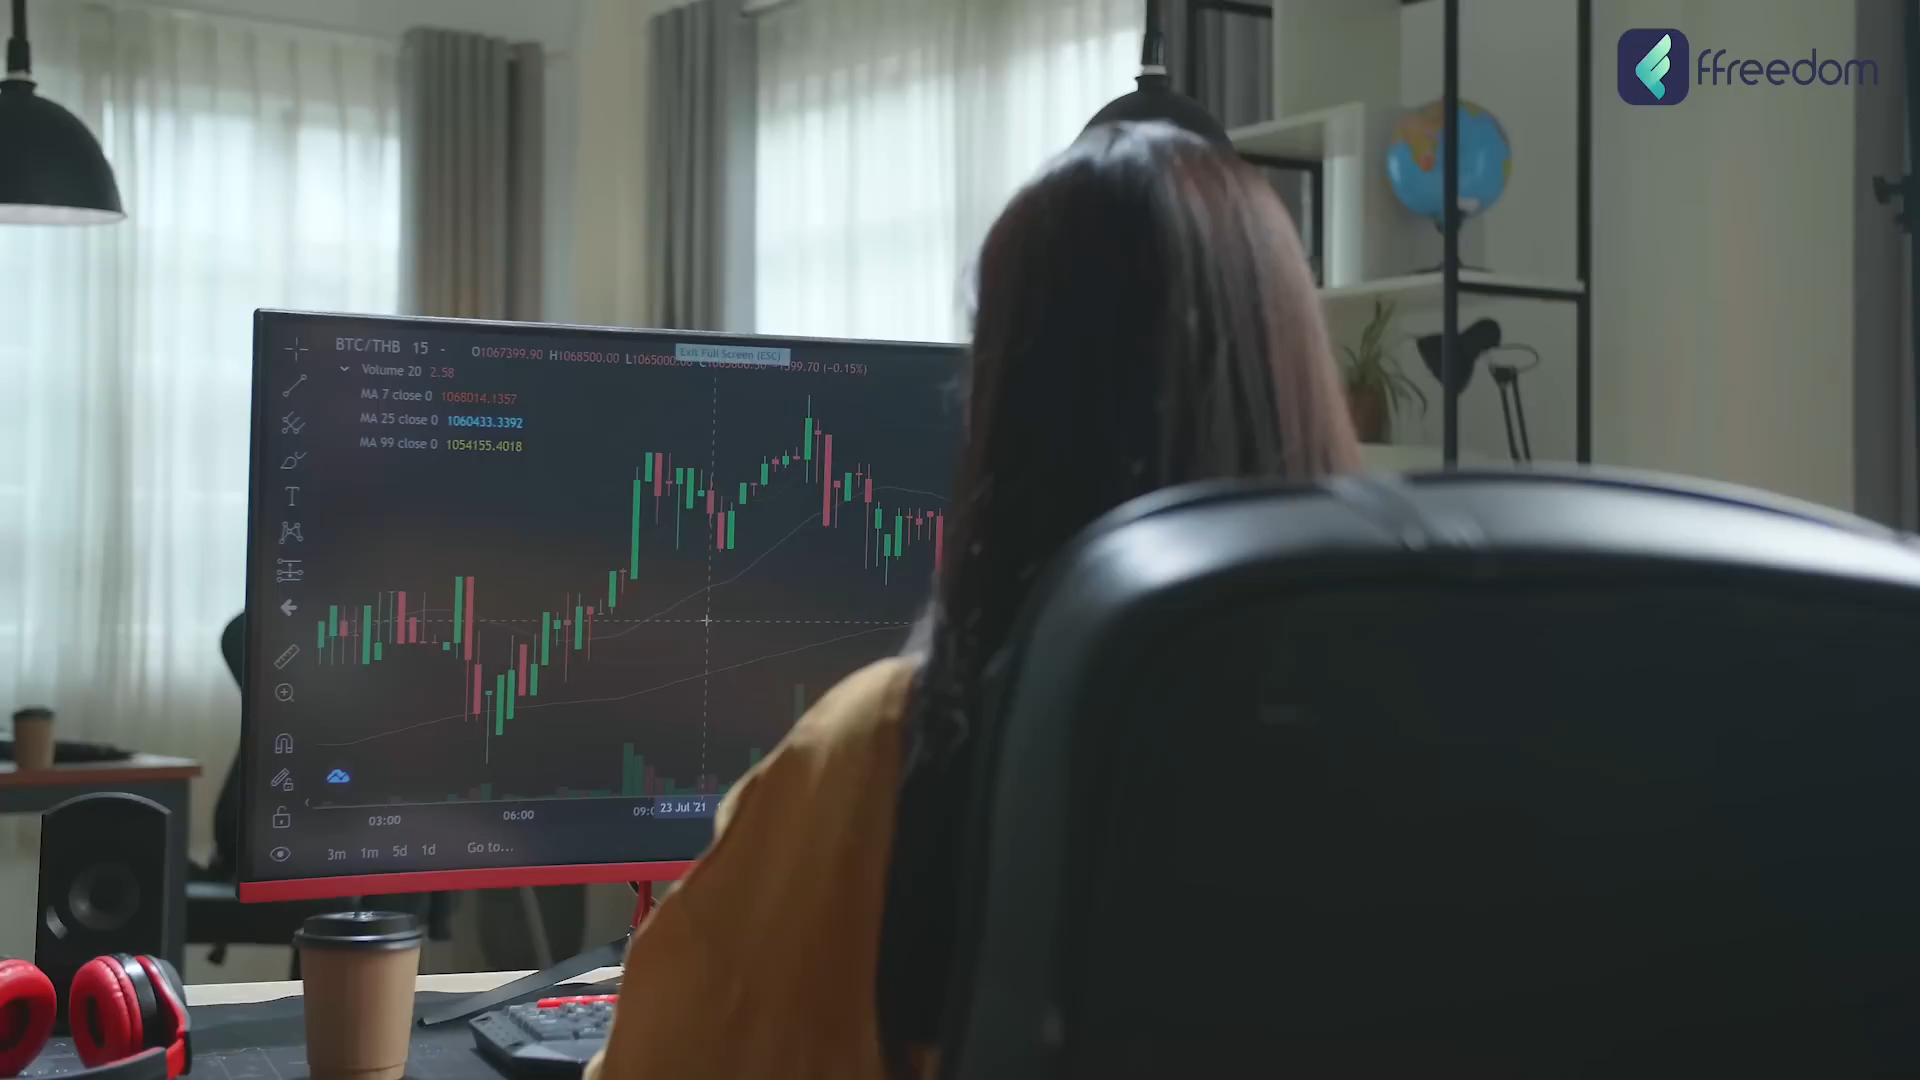 ffreedom
BTC/THB 15 -
O1067399.90 H1068500.00 L1065000.00
Exit Full Screen (ESC)
(−0.15%)
Volume 20 2.58
MA 7 close 0 1068014.1357
MA 25 close 0 1060433.3392
MA 99 close 0 1054155.4018
T
03:00 06:00 23 Jul '21
3m 1m 5d 1d Go to...